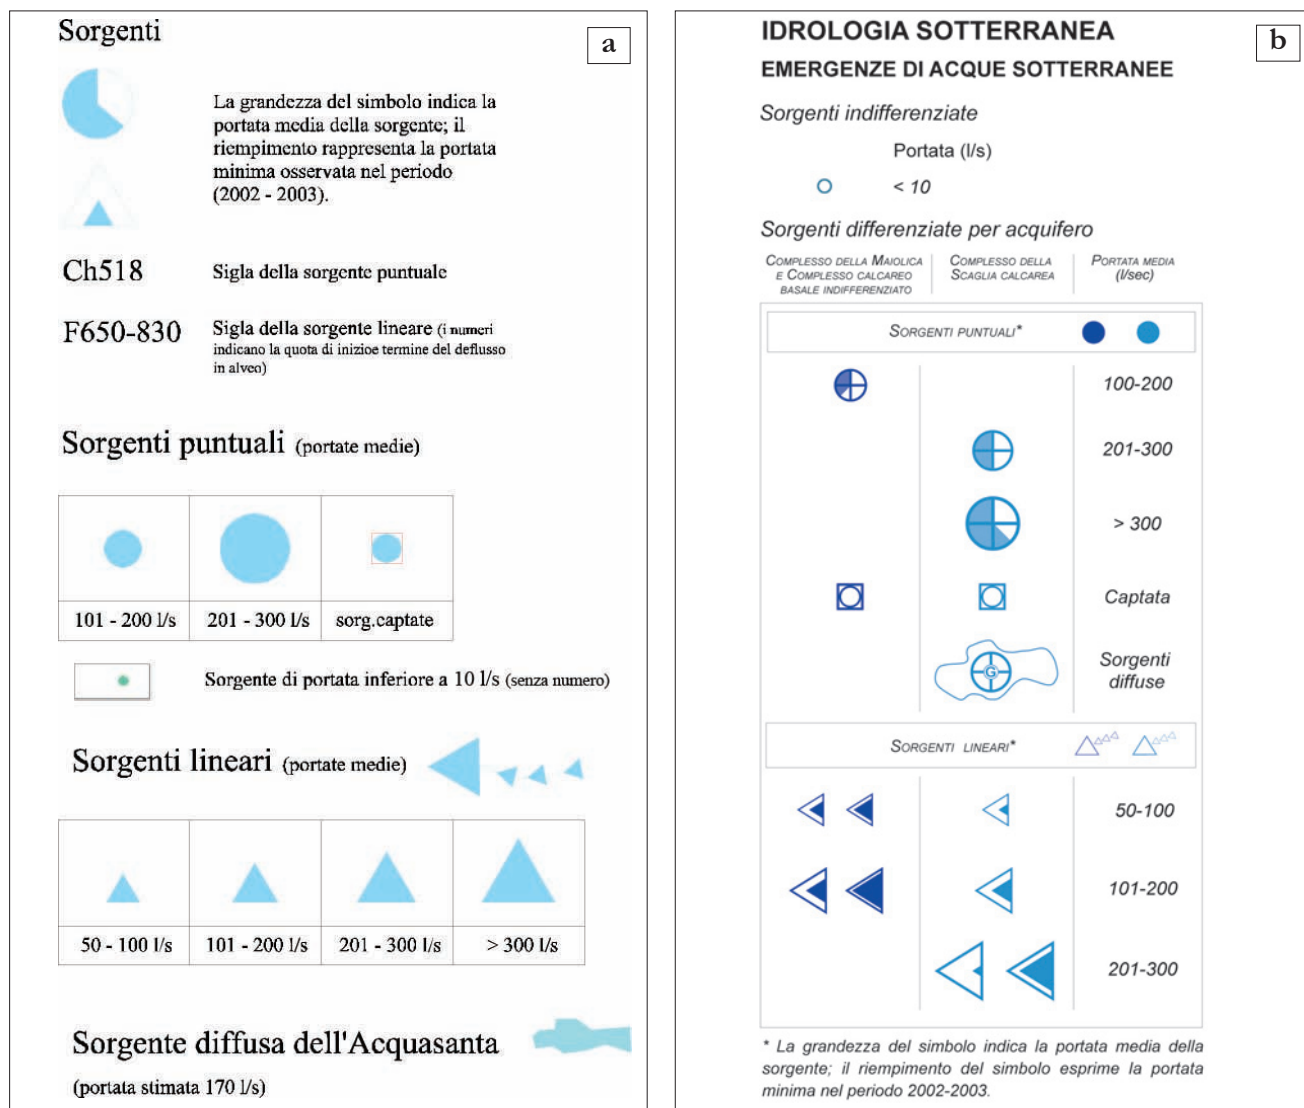 a
Sorgenti
La grandezza del simbolo indica la
portata media della sorgente; il
riempimento rappresenta la portata
minima osservata nel periodo
(2002 - 2003).
Ch518
Sigla della sorgente puntuale
F650-830
Sigla della sorgente lineare (i numeri
indicano la quota di inizioe termine del deflusso
in alveo)
Sorgenti puntuali (portate medie)
101 - 200 l/s
201 - 300 l/s
sorg.captate
Sorgente di portata inferiore a 10 l/s (senza numero)
Sorgenti lineari (portate medie)
50 - 100 l/s
101 - 200 l/s
201 - 300 l/s
> 300 l/s
Sorgente diffusa dell'Acquasanta
(portata stimata 170 l/s)
b
IDROLOGIA SOTTERRANEA
EMERGENZE DI ACQUE SOTTERRANEE
Sorgenti indifferenziate
Portata (l/s)
< 10
Sorgenti differenziate per acquifero
COMPLESSO DELLA MAIOLICA
E COMPLESSO CALCAREO
BASALE INDIFFERENZIATO
COMPLESSO DELLA
SCAGLIA CALCAREA
PORTATA MEDIA
(l/sec)
SORGENTI PUNTUALI*
100-200
201-300
> 300
Captata
G
Sorgenti
diffuse
SORGENTI LINEARI*
50-100
101-200
201-300
* La grandezza del simbolo indica la portata media della
sorgente; il riempimento del simbolo esprime la portata
minima nel periodo 2002-2003.